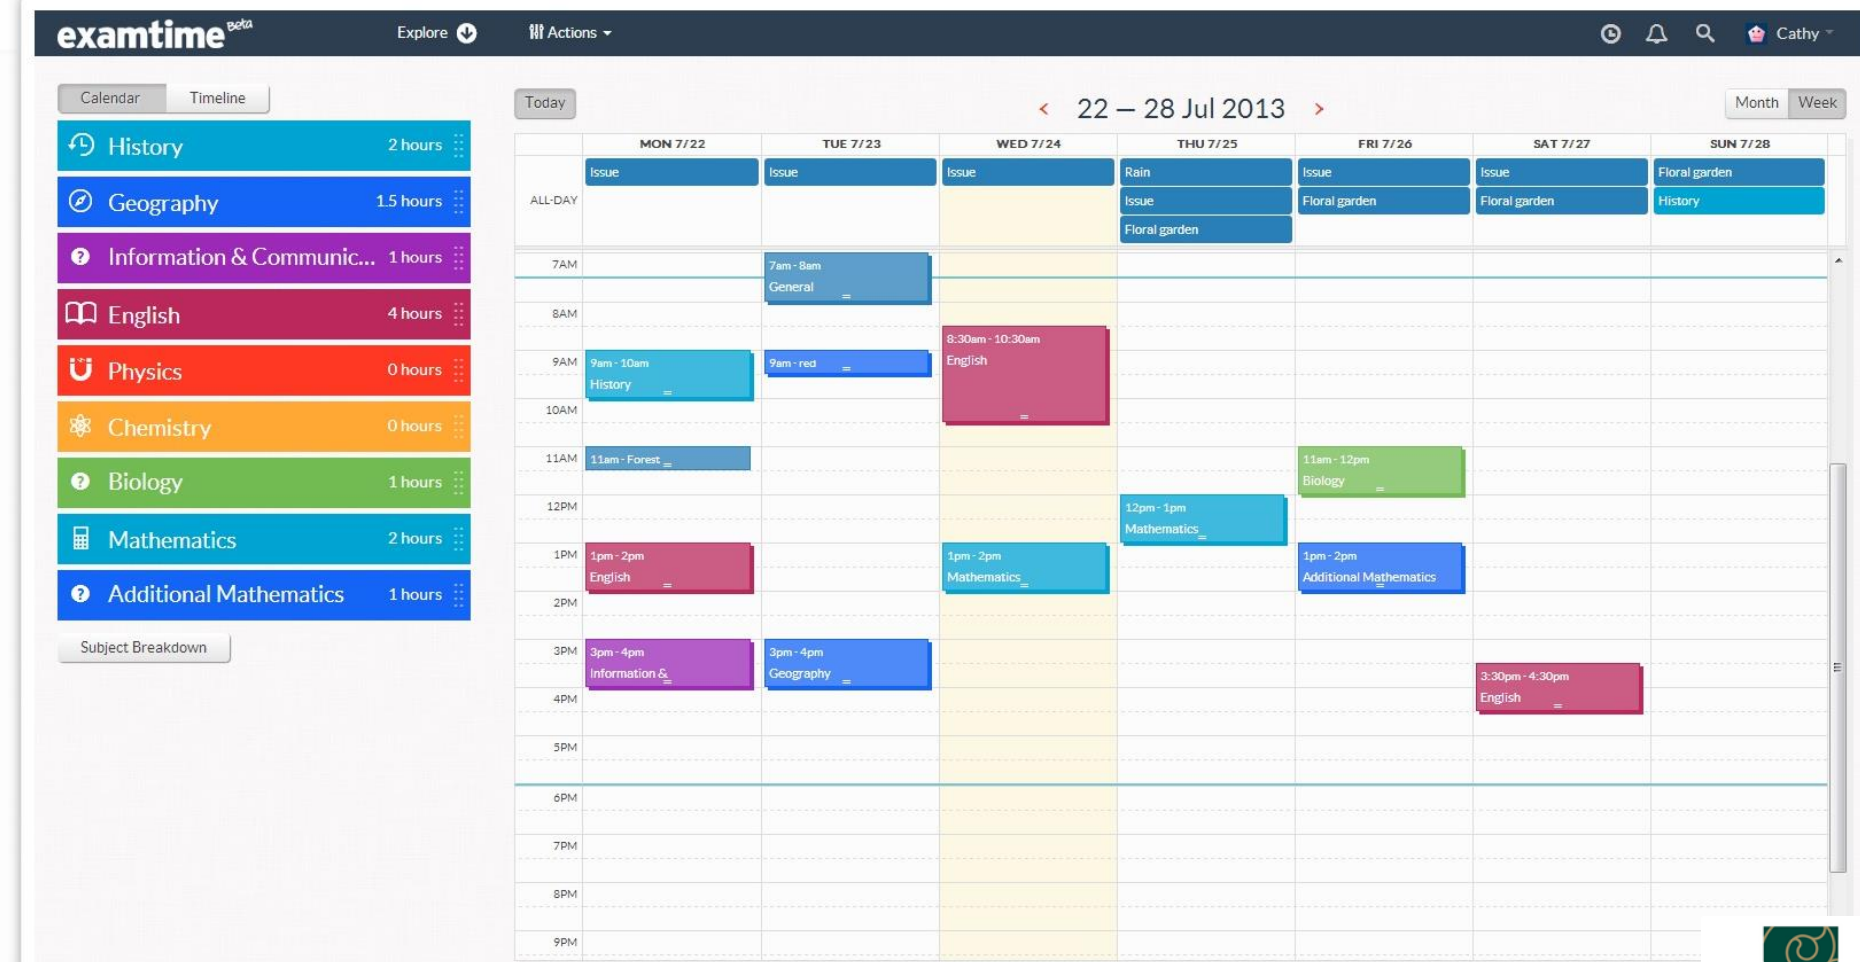 examtime Beta
Explore
Actions
Cathy
Calendar Timeline
History 2 hours
Geography 1.5 hours
Information & Communic... 1 hours
English 4 hours
Physics 0 hours
Chemistry 0 hours
Biology 1 hours
Mathematics 2 hours
Additional Mathematics 1 hours
Subject Breakdown
Today
22 — 28 Jul 2013
Month Week
MON 7/22 TUE 7/23 WED 7/24 THU 7/25 FRI 7/26 SAT 7/27 SUN 7/28
Issue Issue Issue Rain Issue Issue Floral garden
ALL-DAY Issue Floral garden Floral garden History
Floral garden
7AM 7am - 8am
General
8AM
8:30am - 10:30am
9AM 9am - 10am 9am - red English
History
10AM
11AM 11am - Forest 11am - 12pm
Biology
12PM 12pm - 1pm
Mathematics
1PM 1pm - 2pm 1pm - 2pm 1pm - 2pm
English Mathematics Additional Mathematics
2PM
3PM 3pm - 4pm 3pm - 4pm
Information & Geography 3:30pm - 4:30pm
4PM English
5PM
6PM
7PM
8PM
9PM